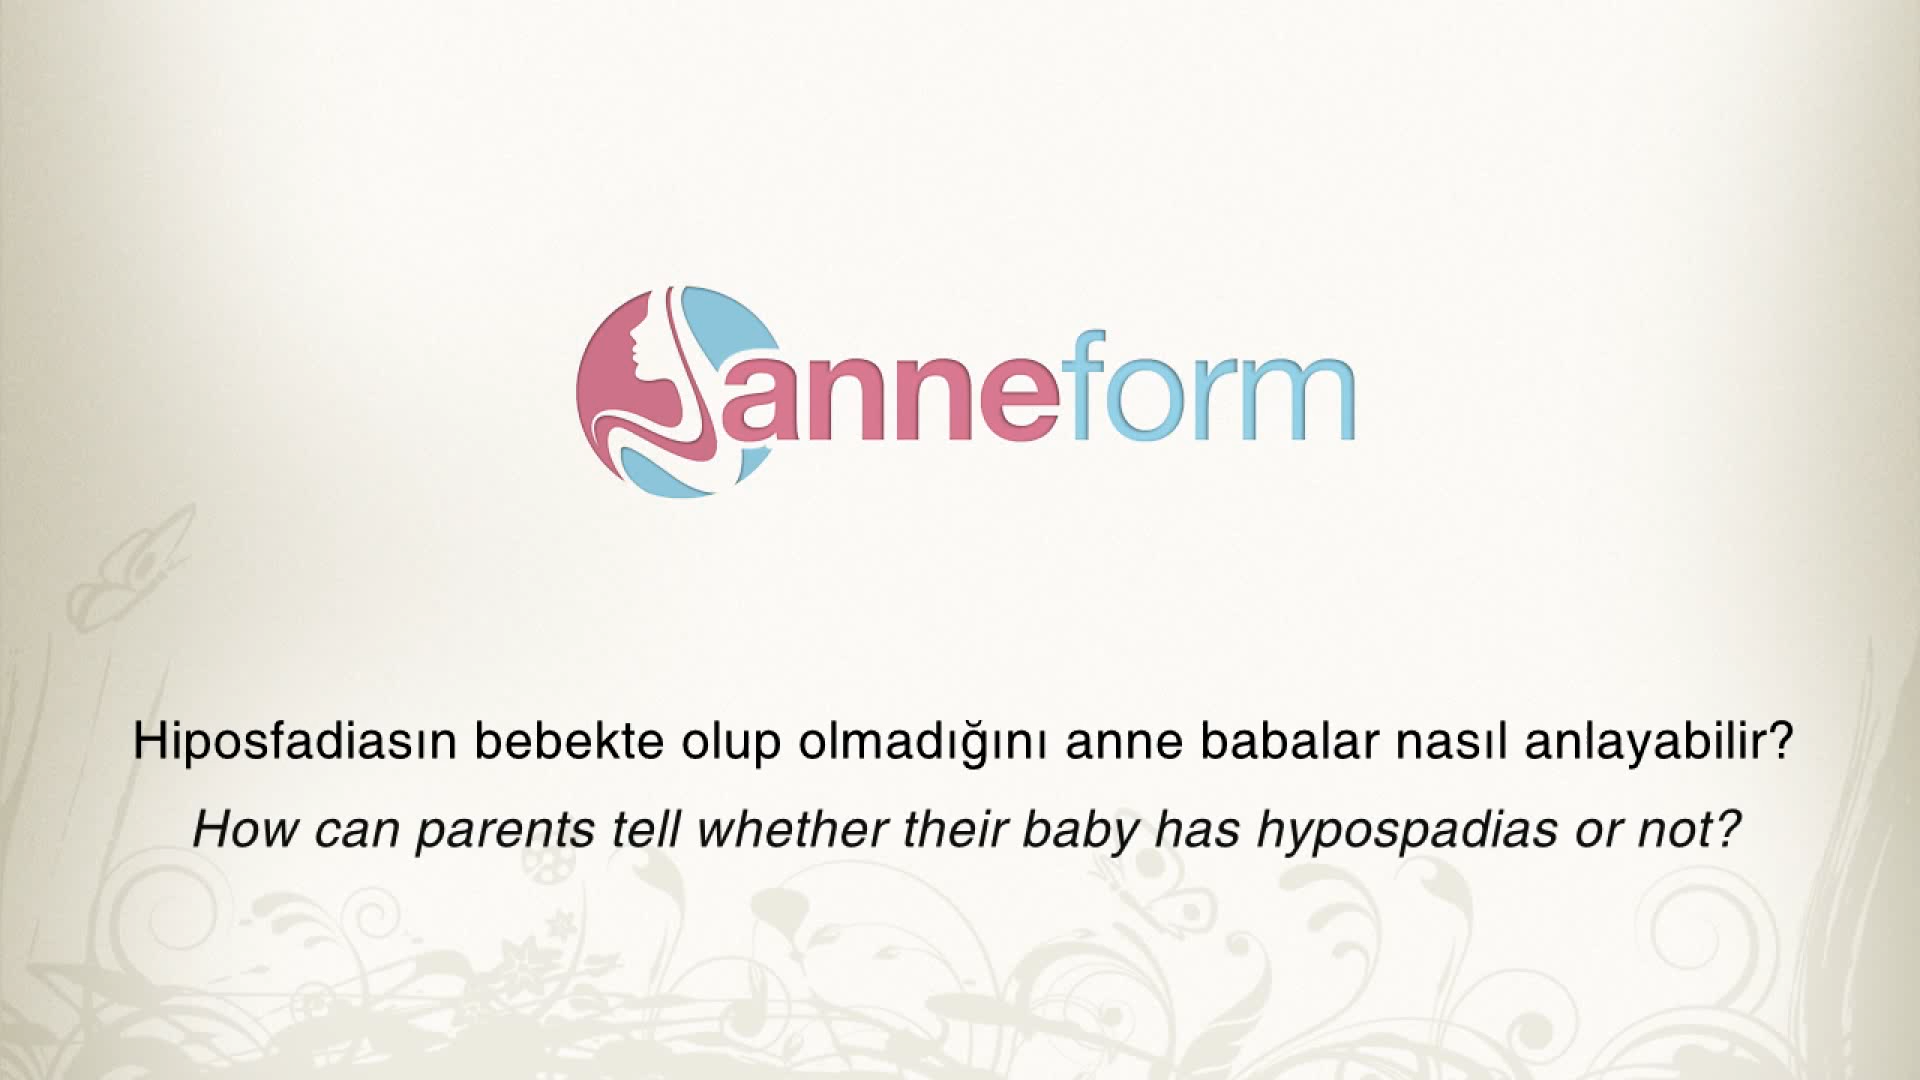 anneform
Hiposfadiasın bebekte olup olmadığını anne babalar nasıl anlayabilir?
How can parents tell whether their baby has hypospadias or not?